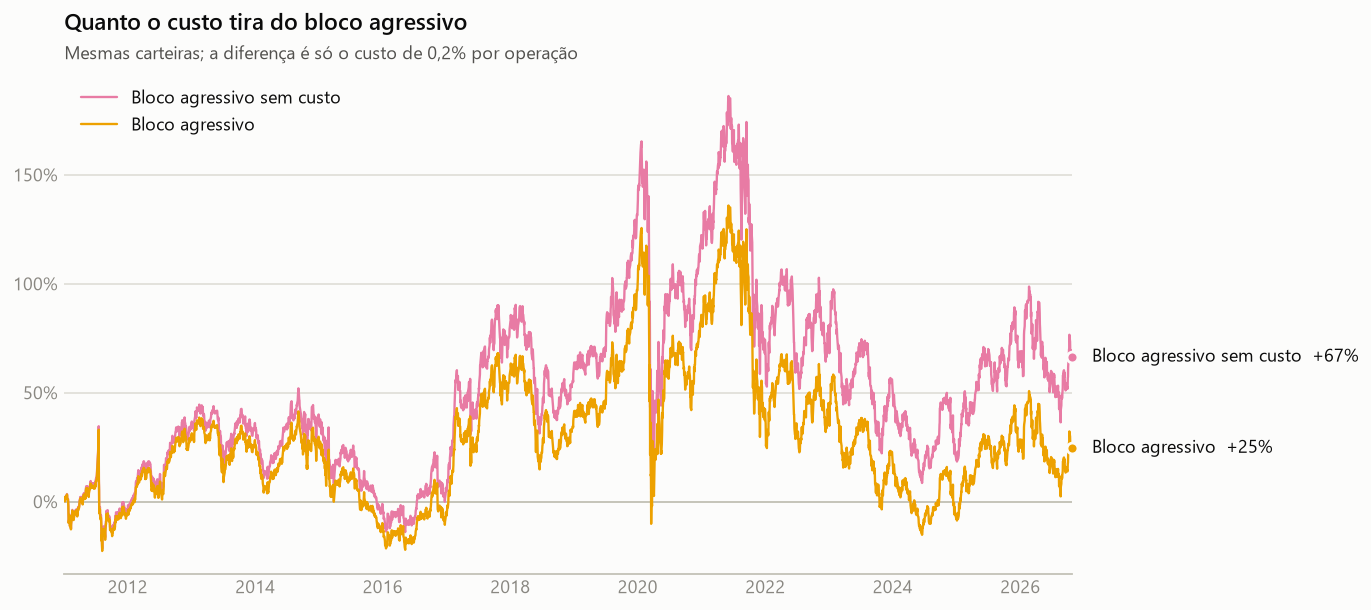 Quanto o custo tira do bloco agressivo
Mesmas carteiras; a diferença é só o custo de 0,2% por operação
Bloco agressivo sem custo
Bloco agressivo
150%
100%
50%
0%
Bloco agressivo sem custo +67%
Bloco agressivo +25%
2012 2014 2016 2018 2020 2022 2024 2026